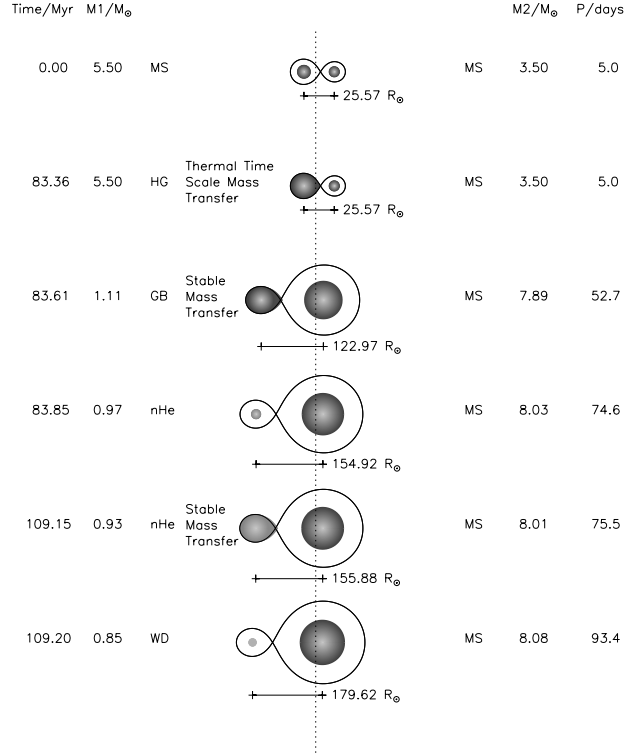 Time/Myr M1/M⊙ M2/M⊙ P/days
0.00 5.50 MS MS 3.50 5.0
25.57 R⊙
Thermal Time
83.36 5.50 HG Scale Mass MS 3.50 5.0
Transfer
25.57 R⊙
Stable
83.61 1.11 GB Mass MS 7.89 52.7
Transfer
122.97 R⊙
83.85 0.97 nHe MS 8.03 74.6
154.92 R⊙
Stable
109.15 0.93 nHe Mass MS 8.01 75.5
Transfer
155.88 R⊙
109.20 0.85 WD MS 8.08 93.4
179.62 R⊙